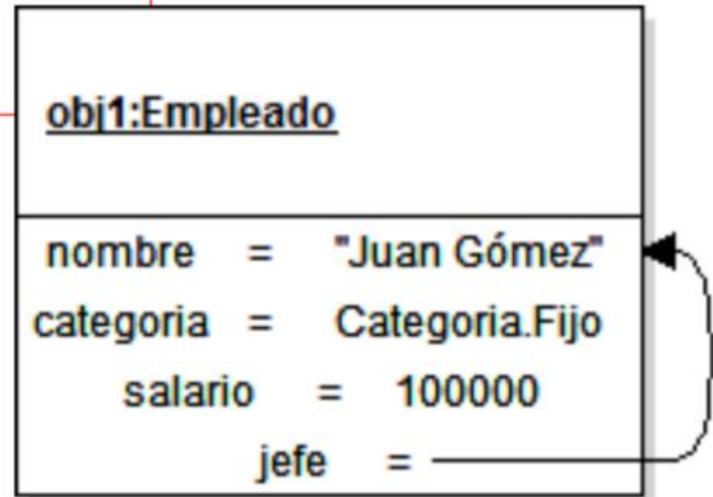 obj1:Empleado
nombre = "Juan Gómez"
categoria = Categoria.Fijo
salario = 100000
jefe =